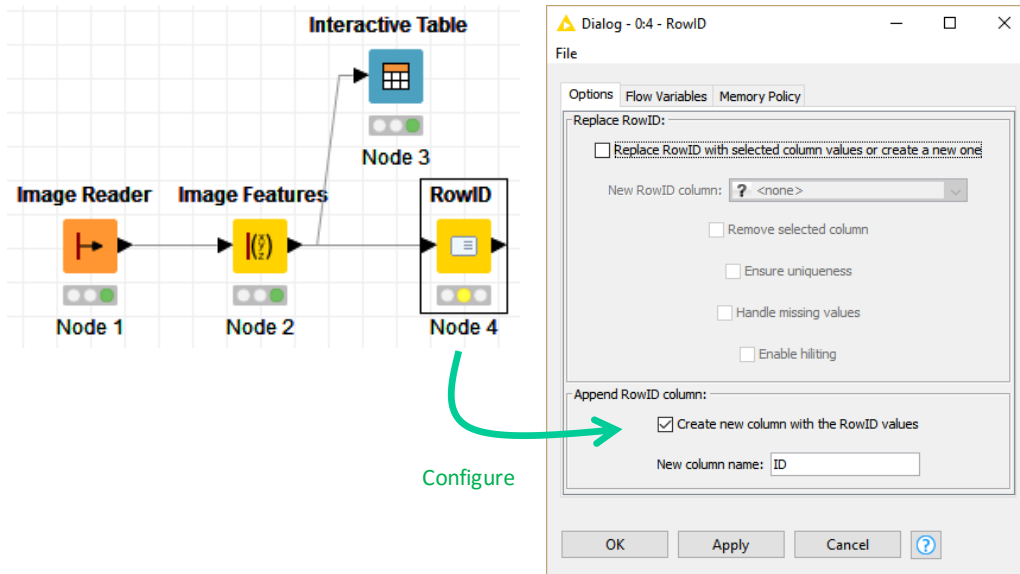 Interactive Table
Node 3
Image Reader
Image Features
RowID
Node 1
Node 2
Node 4
Configure
Dialog - 0:4 - RowID
File
Options
Flow Variables
Memory Policy
Replace RowID:
Replace RowID with selected column values or create a new one
New RowID column:
? <none>
Remove selected column
Ensure uniqueness
Handle missing values
Enable hiliting
Append RowID column:
Create new column with the RowID values
New column name: ID
OK
Apply
Cancel
?